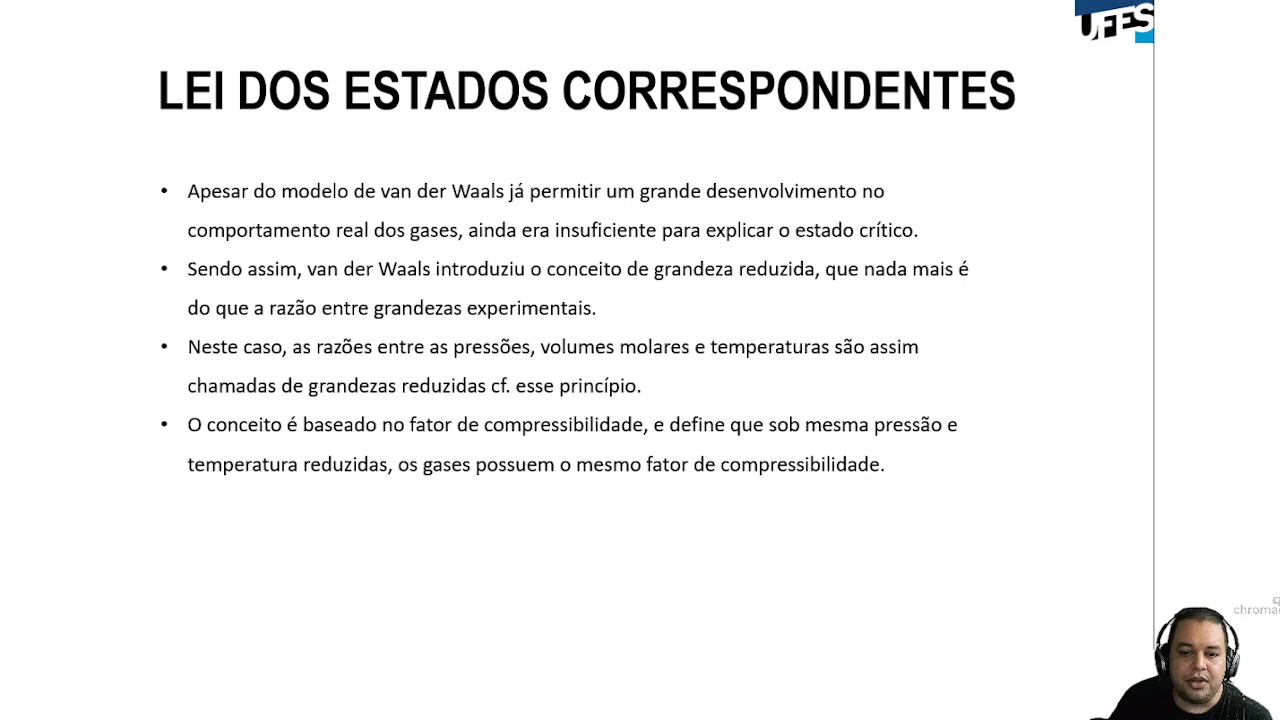 UFES
LEI DOS ESTADOS CORRESPONDENTES
• Apesar do modelo de van der Waals já permitir um grande desenvolvimento no
comportamento real dos gases, ainda era insuficiente para explicar o estado crítico.
• Sendo assim, van der Waals introduziu o conceito de grandeza reduzida, que nada mais é
do que a razão entre grandezas experimentais.
• Neste caso, as razões entre as pressões, volumes molares e temperaturas são assim
chamadas de grandezas reduzidas cf. esse princípio.
• O conceito é baseado no fator de compressibilidade, e define que sob mesma pressão e
temperatura reduzidas, os gases possuem o mesmo fator de compressibilidade.